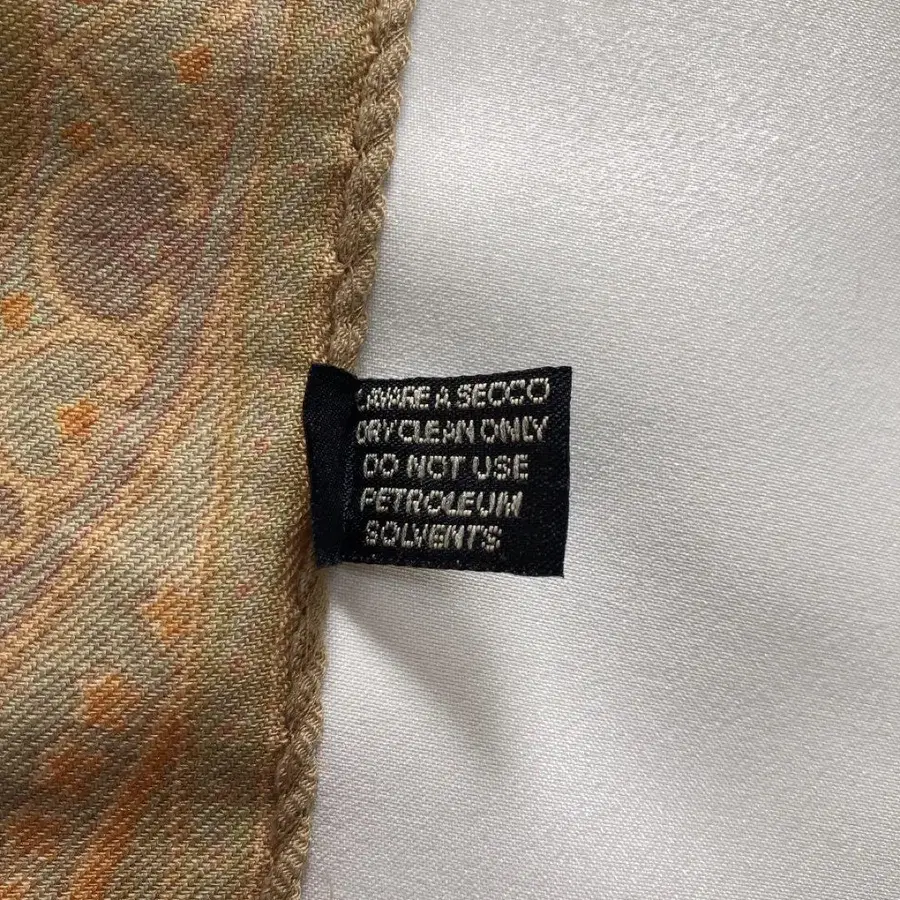 LAVARE A SECCO
DRY CLEAN ONLY
DO NOT USE
PETROLEUM
SOLVENTS